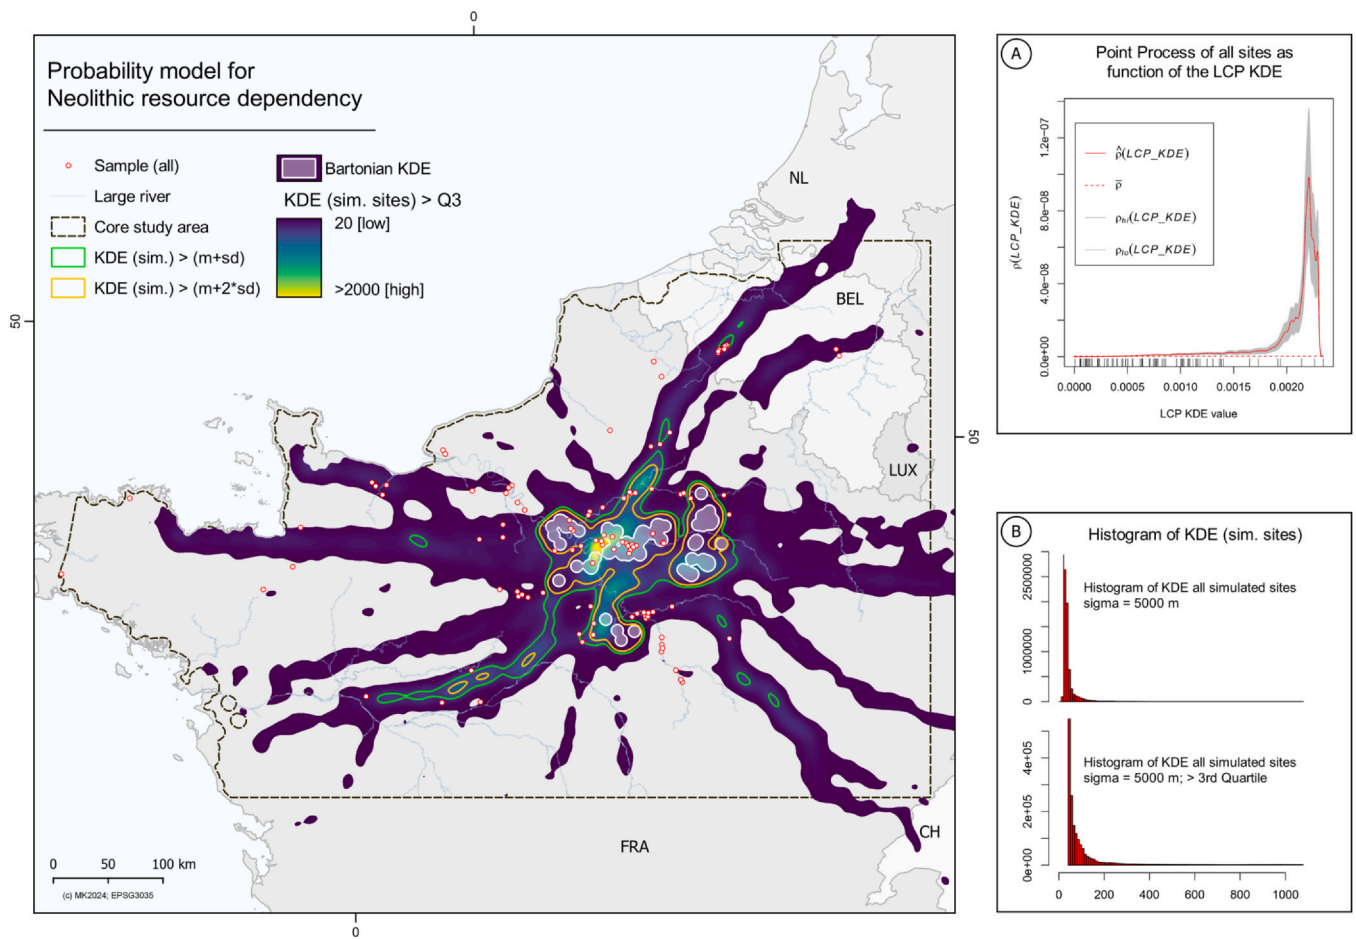 0
Probability model for
Neolithic resource dependency
Sample (all)
Large river
Core study area
KDE (sim.) > (m+sd)
KDE (sim.) > (m+2*sd)
Bartonian KDE
KDE (sim. sites) > Q3
20 [low]
>2000 [high]
NL
BEL
LUX
CH
FRA
50
50
0 50 100 km
(c) MK2024; EPSG3035
0
A
Point Process of all sites as
function of the LCP KDE
ρ(LCP_KDE)
0.0e+00 4.0e-08 8.0e-08 1.2e-07
ρ̂(LCP_KDE)
ρ̅
ρhi(LCP_KDE)
ρlo(LCP_KDE)
0.0000 0.0005 0.0010 0.0015 0.0020
LCP KDE value
B
Histogram of KDE (sim. sites)
0 1000000 2500000
Histogram of KDE all simulated sites
sigma = 5000 m
0e+00 2e+05 4e+05
Histogram of KDE all simulated sites
sigma = 5000 m; > 3rd Quartile
0 200 400 600 800 1000